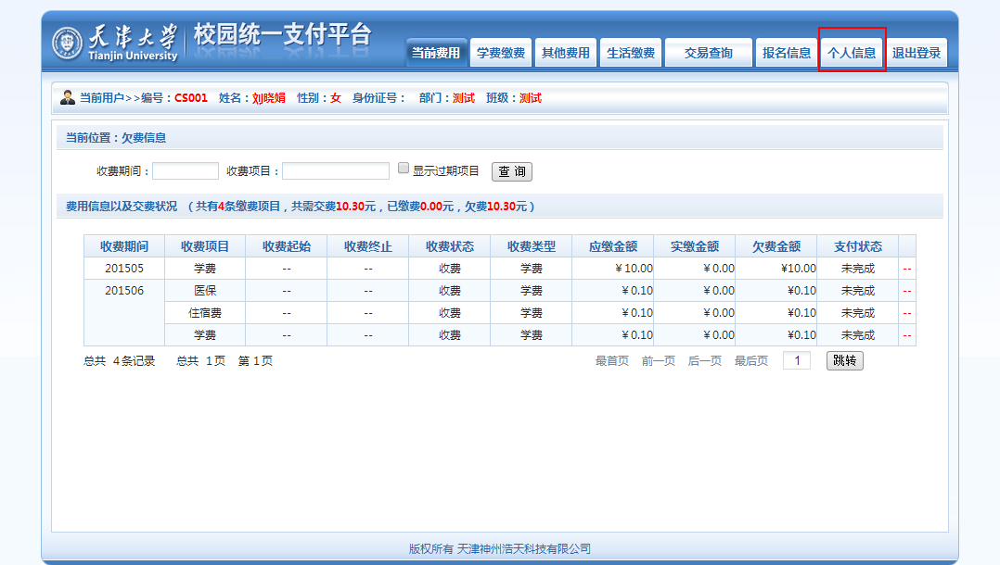 天津大学 校园统一支付平台
Tianjin University
当前费用 学费缴费 其他费用 生活缴费 交易查询 报名信息 个人信息 退出登录
当前用户>>编号：CS001 姓名：刘晓娟 性别：女 身份证号： 部门：测试 班级：测试
当前位置：欠费信息
收费期间： 收费项目： 显示过期项目 查 询
费用信息以及交费状况 （共有4条缴费项目，共需交费10.30元，已缴费0.00元，欠费10.30元）
收费期间 收费项目 收费起始 收费终止 收费状态 收费类型 应缴金额 实缴金额 欠费金额 支付状态
201505 学费 -- -- 收费 学费 ￥10.00 ￥0.00 ¥10.00 未完成 --
201506 医保 -- -- 收费 学费 ￥0.10 ￥0.00 ¥0.10 未完成 --
住宿费 -- -- 收费 学费 ￥0.10 ￥0.00 ¥0.10 未完成 --
学费 -- -- 收费 学费 ￥0.10 ￥0.00 ¥0.10 未完成 --
总共 4条记录 总共 1页 第1页 最首页 前一页 后一页 最后页 1 跳转
版权所有 天津神州浩天科技有限公司